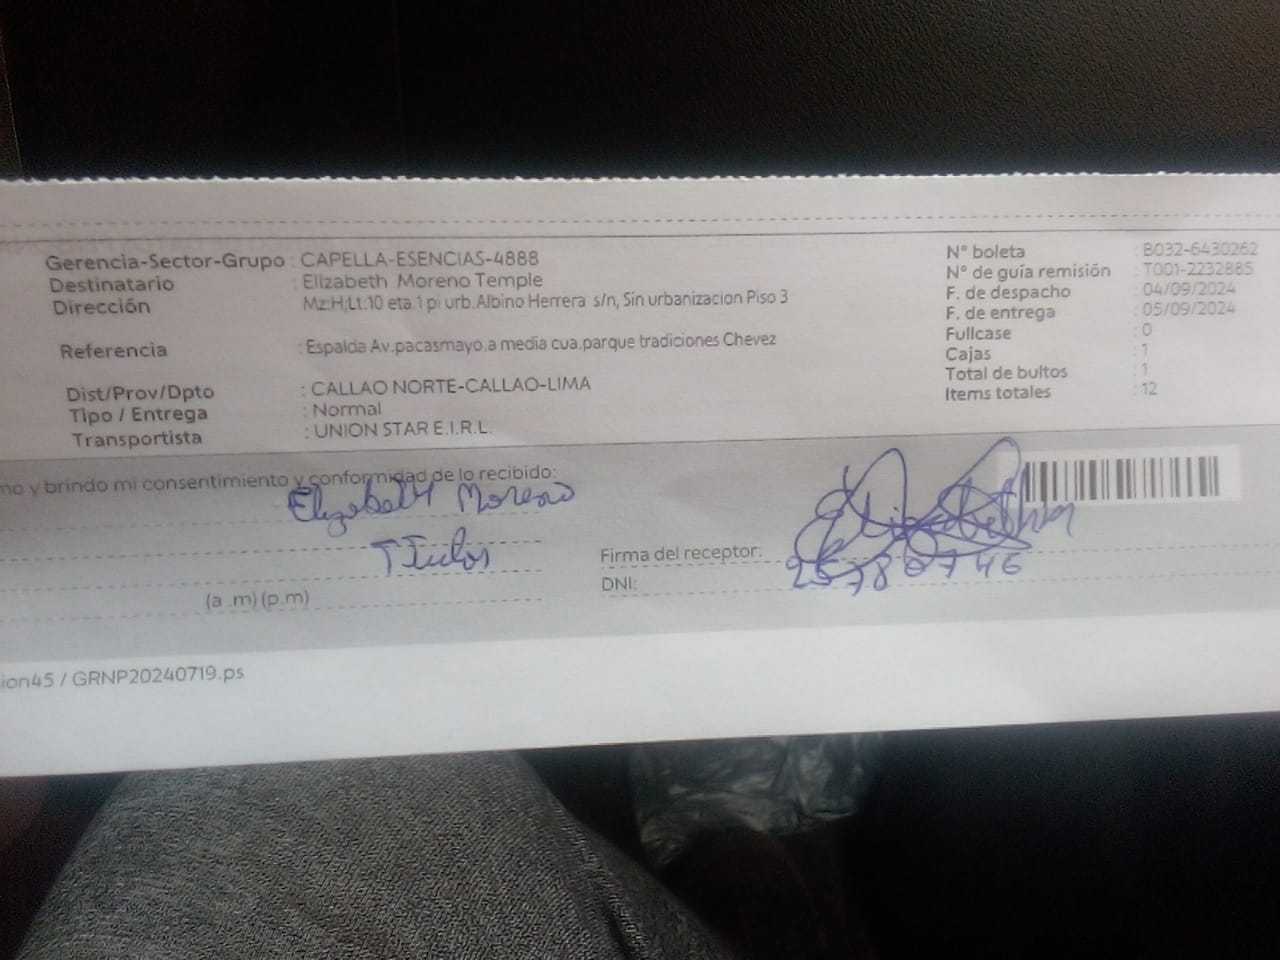 Gerencia-Sector-Grupo : CAPELLA-ESENCIAS-4888
Destinatario : Elizabeth Moreno Temple
Dirección : Mz:H;Lt:10 eta.1 pi urb.Albino Herrera s/n, Sin urbanizacion Piso 3
Referencia : Espalda Av.pacasmayo.a media cua.parque tradiciones Chevez
Dist/Prov/Dpto : CALLAO NORTE-CALLAO-LIMA
Tipo / Entrega : Normal
Transportista : UNION STAR E.I.R.L.
N° boleta : B032-6430262
N° de guía remisión : T001-2232885
F. de despacho : 04/09/2024
F. de entrega : 05/09/2024
Fullcase : 0
Cajas : 1
Total de bultos : 1
Items totales : 12
mo y brindo mi consentimiento y conformidad de lo recibido:
Elizabeth Moreno
Firma del receptor:
DNI: 25780746
(a .m) (p.m)
ion45 / GRNP20240719.ps